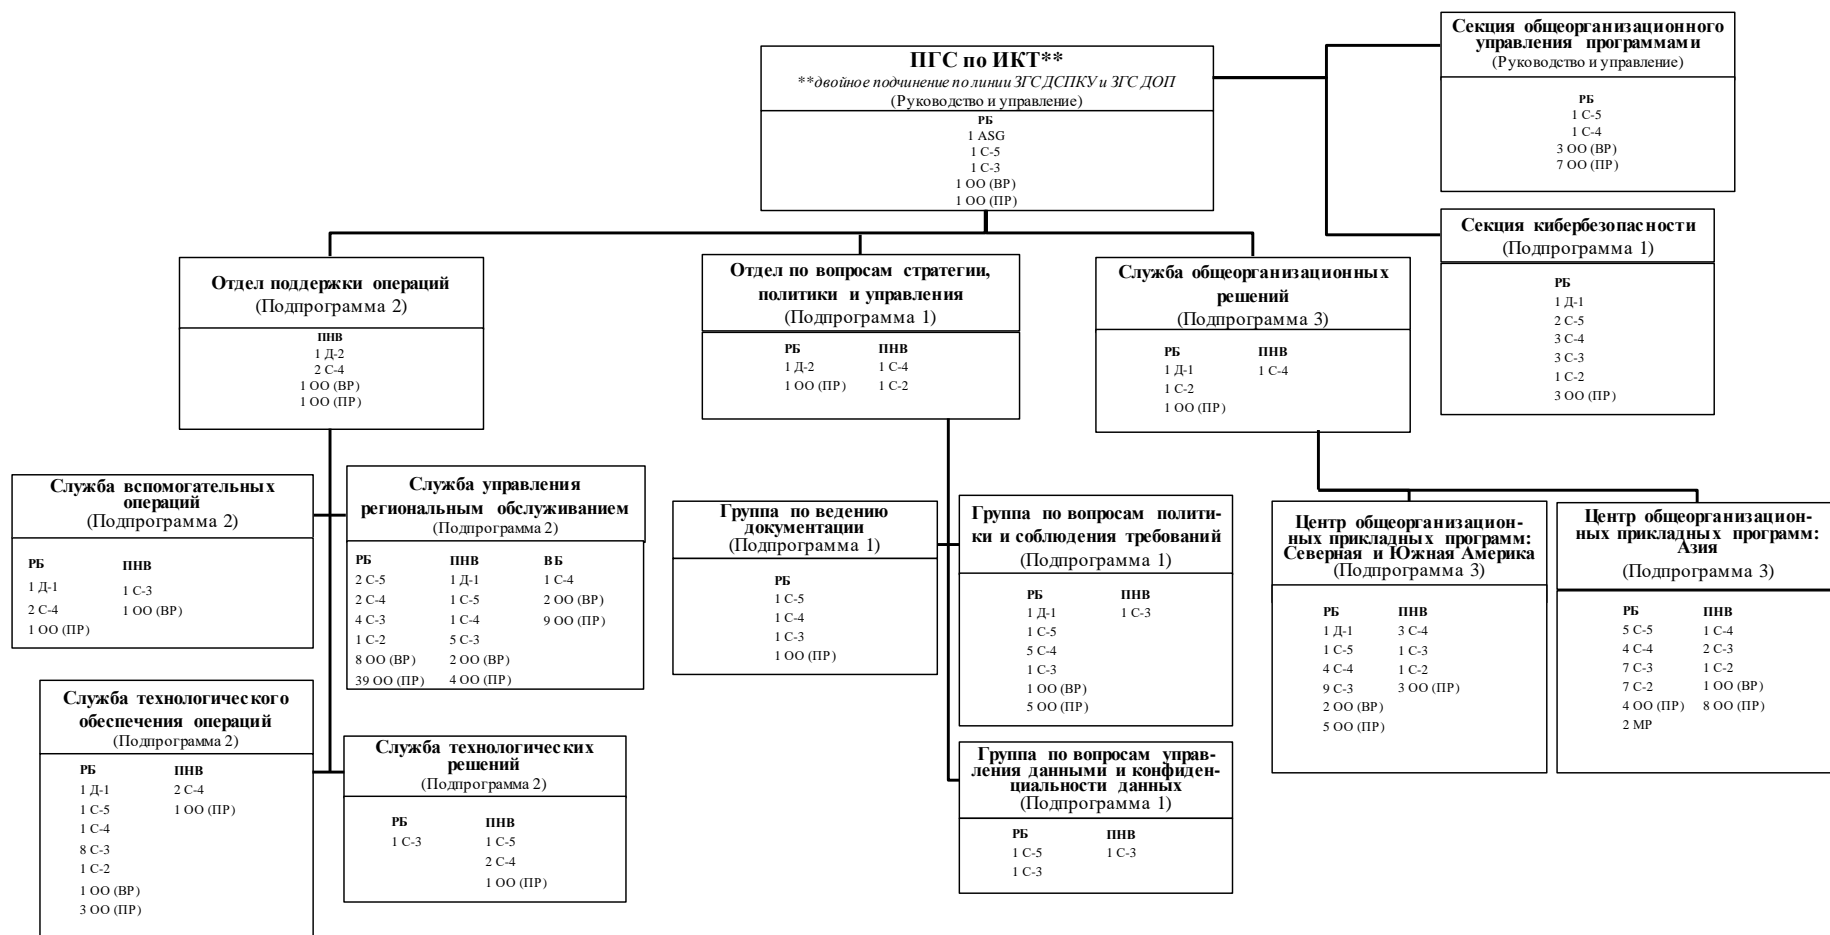 ПГС по ИКТ**
**двойное подчинение по линии ЗГС ДСПКУ и ЗГС ДОП
(Руководство и управление)
РБ
1 ASG
1 С-5
1 С-3
1 ОО (ВР)
1 ОО (ПР)
Секция общеорганизационного
управления программами
(Руководство и управление)
РБ
1 С-5
1 С-4
3 ОО (ВР)
7 ОО (ПР)
Секция кибербезопасности
(Подпрограмма 1)
РБ
1 Д-1
2 С-5
3 С-4
3 С-3
1 С-2
3 ОО (ПР)
Отдел поддержки операций
(Подпрограмма 2)
ПНВ
1 Д-2
2 С-4
1 ОО (ВР)
1 ОО (ПР)
Отдел по вопросам стратегии,
политики и управления
(Подпрограмма 1)
РБ ПНВ
1 Д-2 1 С-4
1 ОО (ПР) 1 С-2
Служба общеорганизационных
решений
(Подпрограмма 3)
РБ ПНВ
1 Д-1 1 С-4
1 С-2
1 ОО (ПР)
Служба вспомогательных
операций
(Подпрограмма 2)
РБ ПНВ
1 Д-1 1 С-3
2 С-4 1 ОО (ВР)
1 ОО (ПР)
Служба управления
региональным обслуживанием
(Подпрограмма 2)
РБ ПНВ ВБ
2 С-5 1 Д-1 1 С-4
2 С-4 1 С-5 2 ОО (ВР)
4 С-3 1 С-4 9 ОО (ПР)
1 С-2 5 С-3
8 ОО (ВР) 2 ОО (ВР)
39 ОО (ПР) 4 ОО (ПР)
Служба технологического
обеспечения операций
(Подпрограмма 2)
РБ ПНВ
1 Д-1 2 С-4
1 С-5 1 ОО (ПР)
1 С-4
8 С-3
1 С-2
1 ОО (ВР)
3 ОО (ПР)
Служба технологических
решений
(Подпрограмма 2)
РБ ПНВ
1 С-3 1 С-5
2 С-4
1 ОО (ПР)
Группа по ведению
документации
(Подпрограмма 1)
РБ
1 С-5
1 С-4
1 С-3
1 ОО (ПР)
Группа по вопросам полити-
ки и соблюдения требований
(Подпрограмма 1)
РБ ПНВ
1 Д-1 1 С-3
1 С-5
5 С-4
1 С-3
1 ОО (ВР)
5 ОО (ПР)
Группа по вопросам управ-
ления данными и конфиден-
циальности данных
(Подпрограмма 1)
РБ ПНВ
1 С-5 1 С-3
1 С-3
Центр общеорганизацион-
ных прикладных программ:
Северная и Южная Америка
(Подпрограмма 3)
РБ ПНВ
1 Д-1 3 С-4
1 С-5 1 С-3
4 С-4 1 С-2
9 С-3 3 ОО (ПР)
2 ОО (ВР)
5 ОО (ПР)
Центр общеорганизацион-
ных прикладных программ:
Азия
(Подпрограмма 3)
РБ ПНВ
5 С-5 1 С-4
4 С-4 2 С-3
7 С-3 1 С-2
7 С-2 1 ОО (ВР)
4 ОО (ПР) 8 ОО (ПР)
2 МР